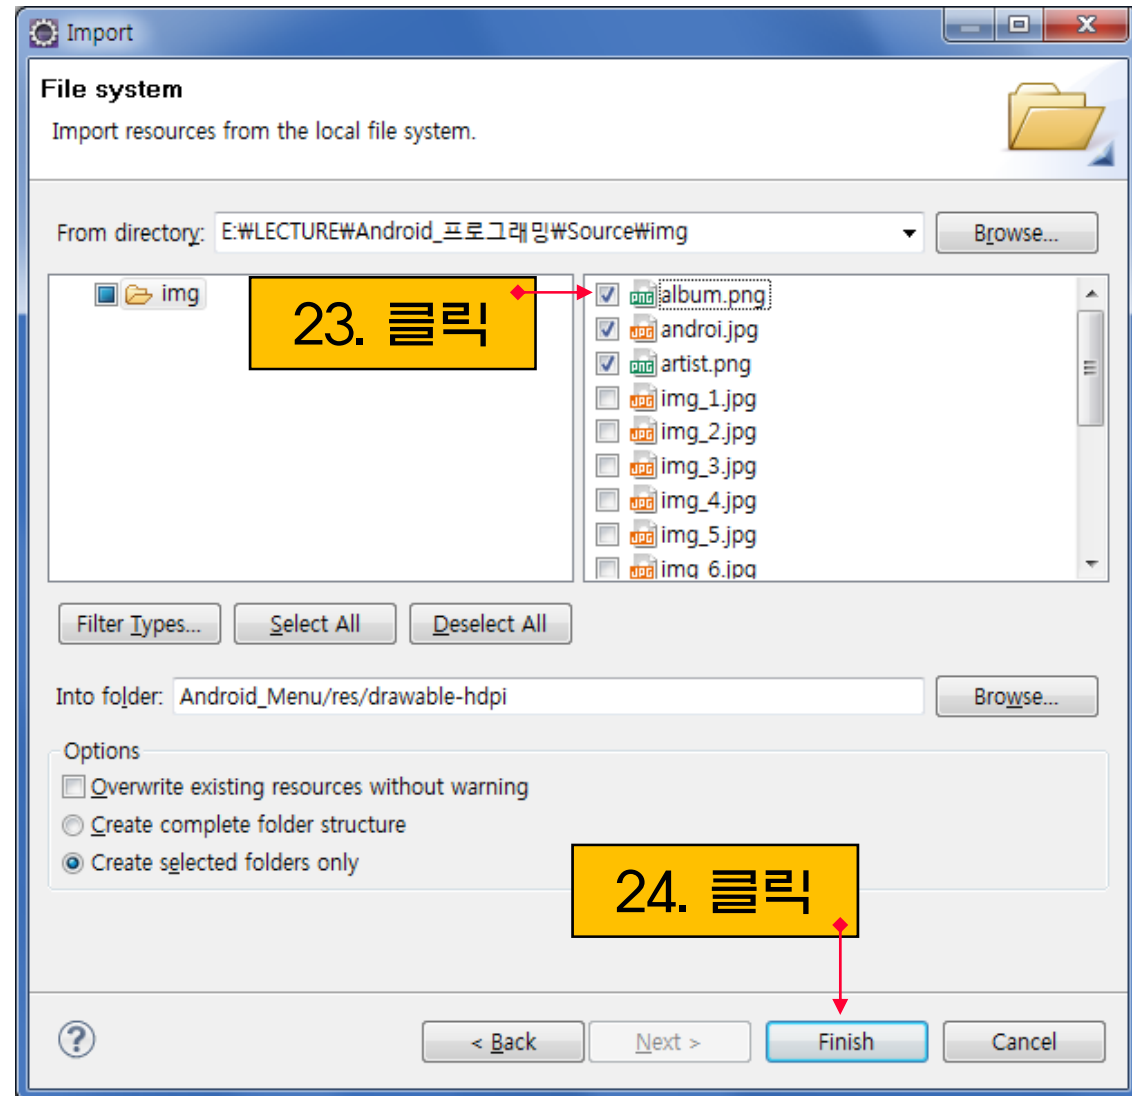 Import
File system
Import resources from the local file system.
From directory: E:₩LECTURE₩Android_프로그래밍₩Source₩img
Browse...
img
23. 클릭
album.png
androi.jpg
artist.png
img_1.jpg
img_2.jpg
img_3.jpg
img_4.jpg
img_5.jpg
img_6.jpg
Filter Types...
Select All
Deselect All
Into folder: Android_Menu/res/drawable-hdpi
Browse...
Options
Overwrite existing resources without warning
Create complete folder structure
Create selected folders only
24. 클릭
< Back
Next >
Finish
Cancel